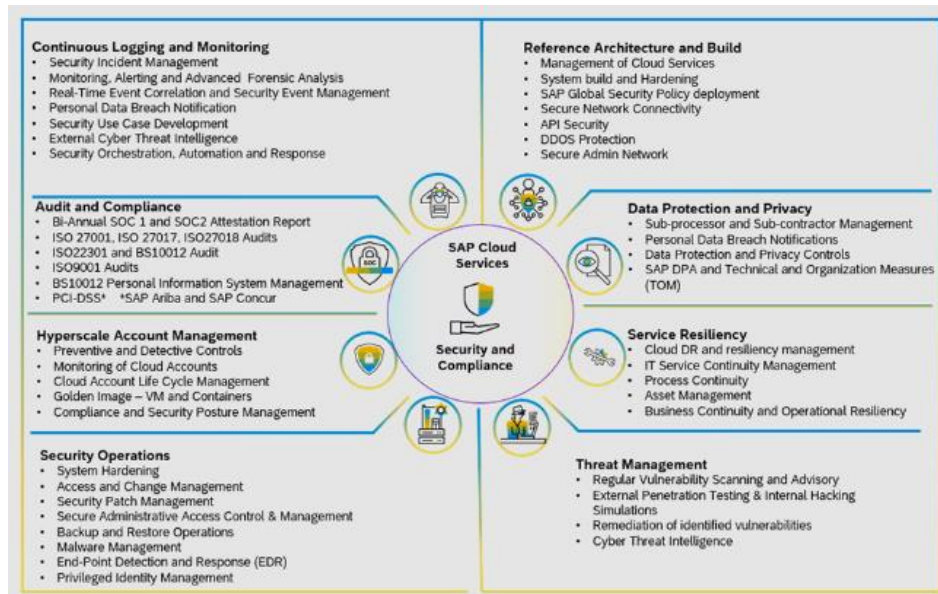 Continuous Logging and Monitoring
• Security Incident Management
• Monitoring, Alerting and Advanced Forensic Analysis
• Real-Time Event Correlation and Security Event Management
• Personal Data Breach Notification
• Security Use Case Development
• External Cyber Threat Intelligence
• Security Orchestration, Automation and Response
Audit and Compliance
• Bi-Annual SOC 1 and SOC2 Attestation Report
• ISO 27001, ISO 27017, ISO27018 Audits
• ISO22301 and BS10012 Audit
• ISO9001 Audits
• BS10012 Personal Information System Management
• PCI-DSS* *SAP Ariba and SAP Concur
Hyperscale Account Management
• Preventive and Detective Controls
• Monitoring of Cloud Accounts
• Cloud Account Life Cycle Management
• Golden Image – VM and Containers
• Compliance and Security Posture Management
Security Operations
• System Hardening
• Access and Change Management
• Security Patch Management
• Secure Administrative Access Control & Management
• Backup and Restore Operations
• Malware Management
• End-Point Detection and Response (EDR)
• Privileged Identity Management
SOC
SAP Cloud
Services
Security and
Compliance
Reference Architecture and Build
• Management of Cloud Services
• System build and Hardening
• SAP Global Security Policy deployment
• Secure Network Connectivity
• API Security
• DDOS Protection
• Secure Admin Network
Data Protection and Privacy
• Sub-processor and Sub-contractor Management
• Personal Data Breach Notifications
• Data Protection and Privacy Controls
• SAP DPA and Technical and Organization Measures
(TOM)
Service Resiliency
• Cloud DR and resiliency management
• IT Service Continuity Management
• Process Continuity
• Asset Management
• Business Continuity and Operational Resiliency
Threat Management
• Regular Vulnerability Scanning and Advisory
• External Penetration Testing & Internal Hacking
Simulations
• Remediation of identified vulnerabilities
• Cyber Threat Intelligence